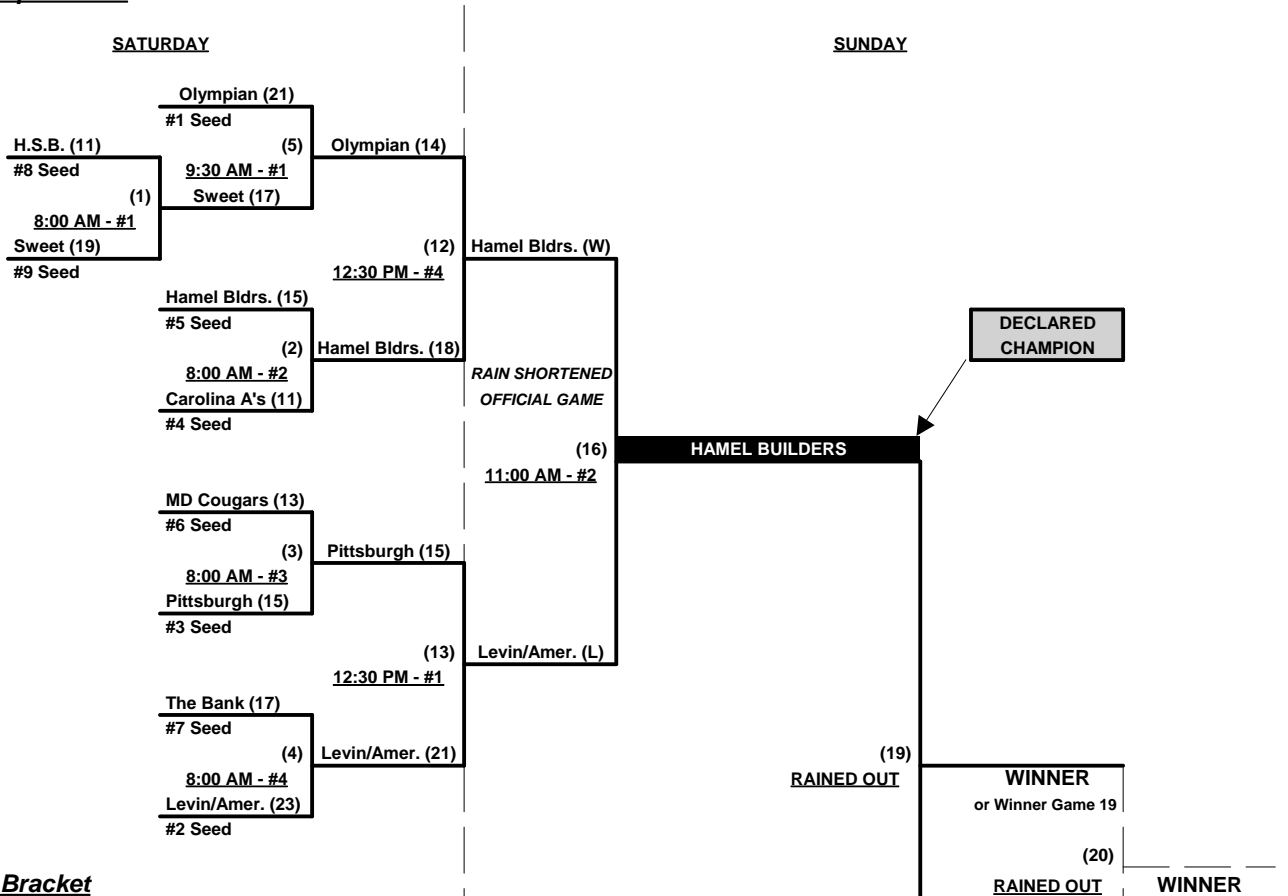 SATURDAY
SUNDAY
Olympian (21)
#1 Seed
H.S.B. (11)
(5)
Olympian (14)
#8 Seed
9:30 AM - #1
(1)
Sweet (17)
8:00 AM - #1
Sweet (19)
(12)
Hamel Bldrs. (W)
#9 Seed
12:30 PM - #4
Hamel Bldrs. (15)
#5 Seed
DECLARED
(2)
Hamel Bldrs. (18)
CHAMPION
8:00 AM - #2
RAIN SHORTENED
Carolina A's (11)
OFFICIAL GAME
#4 Seed
(16)
HAMEL BUILDERS
11:00 AM - #2
MD Cougars (13)
#6 Seed
(3)
Pittsburgh (15)
8:00 AM - #3
Pittsburgh (15)
#3 Seed
(13)
Levin/Amer. (L)
12:30 PM - #1
The Bank (17)
#7 Seed
(4)
Levin/Amer. (21)
(19)
8:00 AM - #4
RAINED OUT
WINNER
Levin/Amer. (23)
or Winner Game 19
#2 Seed
(20)
Bracket
RAINED OUT
WINNER